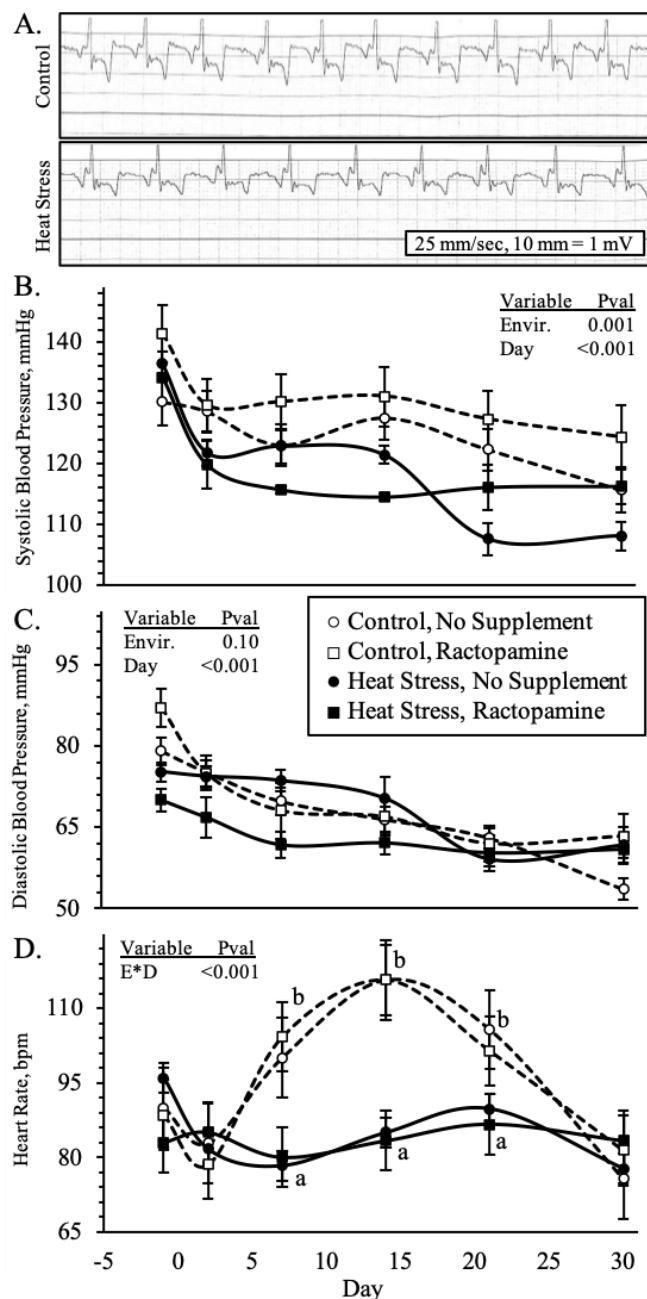 A.
Control
Heat Stress
25 mm/sec, 10 mm = 1 mV
B.
Systolic Blood Pressure, mmHg
140
130
120
110
100
Variable Pval
Envir. 0.001
Day <0.001
C.
Diastolic Blood Pressure, mmHg
95
80
65
50
Variable Pval
Envir. 0.10
Day <0.001
Control, No Supplement
Control, Ractopamine
Heat Stress, No Supplement
Heat Stress, Ractopamine
D.
Heart Rate, bpm
110
95
80
65
Variable Pval
E*D <0.001
b
b
b
a
a
a
-5 0 5 10 15 20 25 30
Day